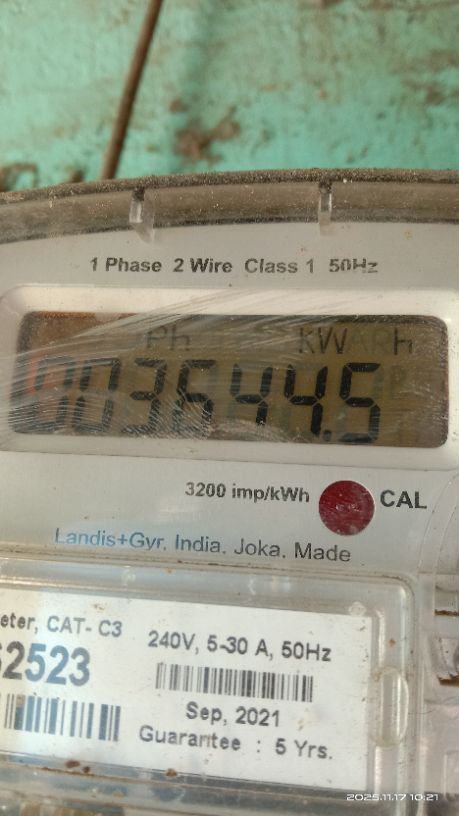 1 Phase 2 Wire Class 1 50Hz
Ph kWh
003644.5
3200 imp/kWh CAL
Landis+Gyr, India, Joka, Made
eter, CAT- C3
2523
240V, 5-30 A, 50Hz
Sep, 2021
Guarantee : 5 Yrs.
2025.11.17 10:21